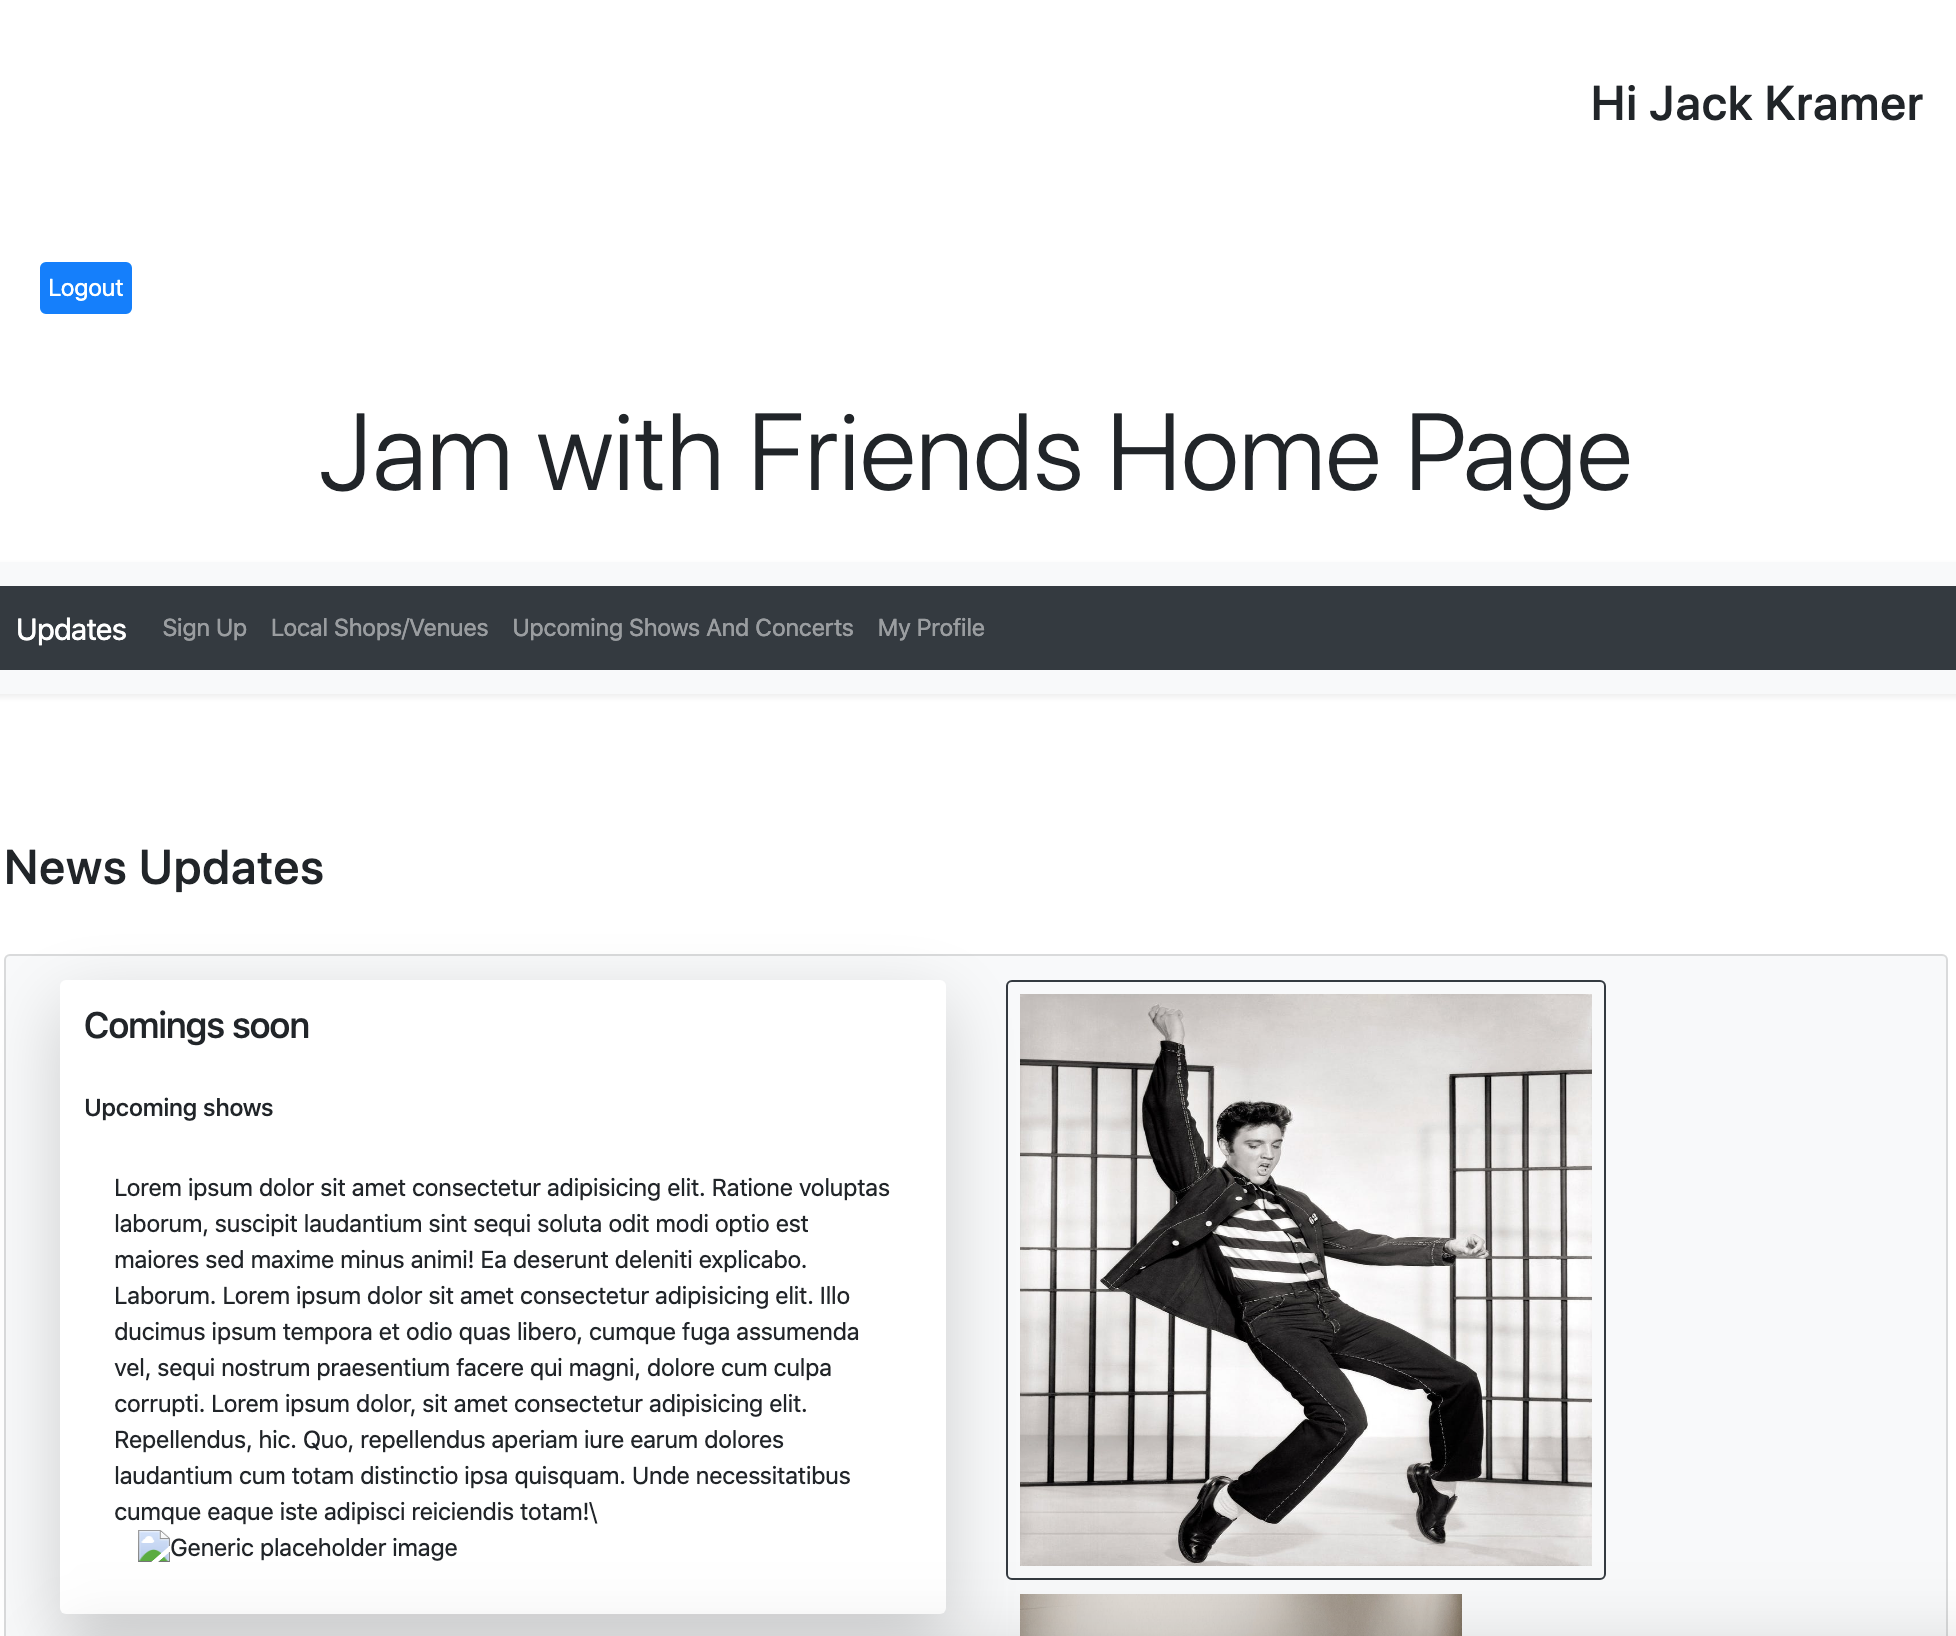 Hi Jack Kramer
Logout
Jam with Friends Home Page
Updates Sign Up Local Shops/Venues Upcoming Shows And Concerts My Profile
News Updates
Comings soon
Upcoming shows
Lorem ipsum dolor sit amet consectetur adipisicing elit. Ratione voluptas
laborum, suscipit laudantium sint sequi soluta odit modi optio est
maiores sed maxime minus animi! Ea deserunt deleniti explicabo.
Laborum. Lorem ipsum dolor sit amet consectetur adipisicing elit. Illo
ducimus ipsum tempora et odio quas libero, cumque fuga assumenda
vel, sequi nostrum praesentium facere qui magni, dolore cum culpa
corrupti. Lorem ipsum dolor, sit amet consectetur adipisicing elit.
Repellendus, hic. Quo, repellendus aperiam iure earum dolores
laudantium cum totam distinctio ipsa quisquam. Unde necessitatibus
cumque eaque iste adipisci reiciendis totam!\
Generic placeholder image